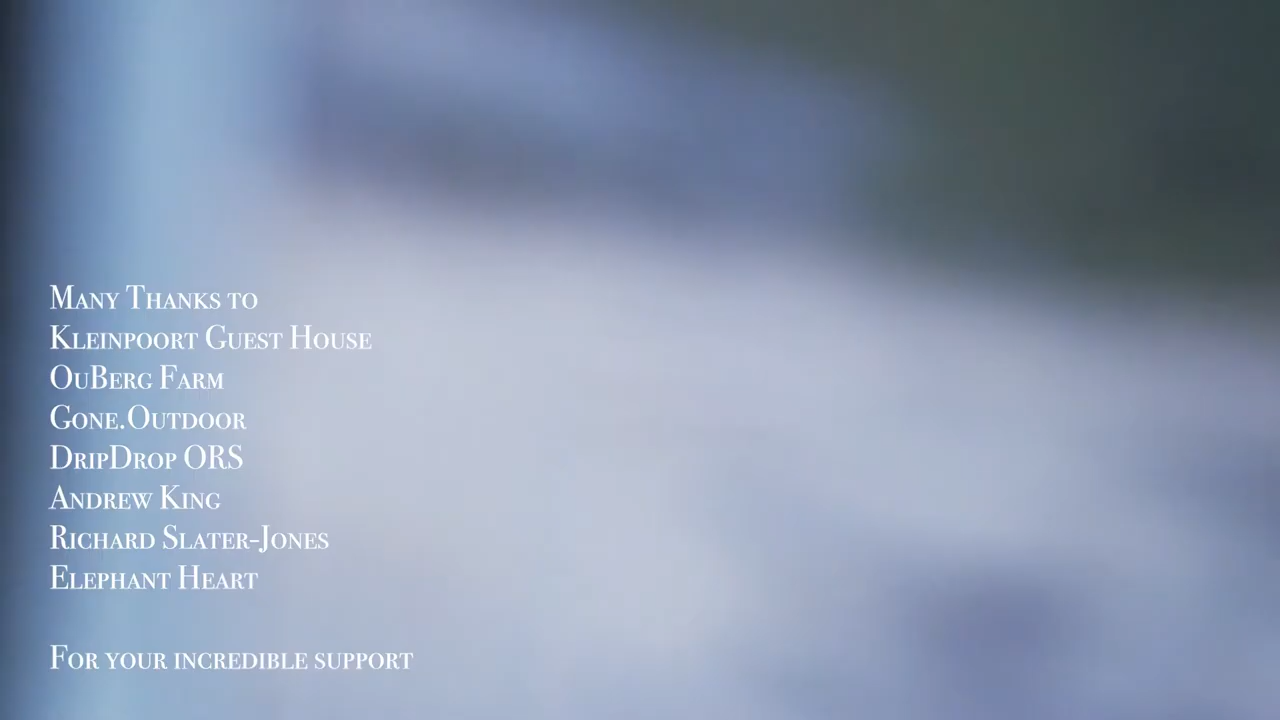 Many Thanks to
Kleinpoort Guest House
OuBerg Farm
Gone.Outdoor
DripDrop ORS
Andrew King
Richard Slater-Jones
Elephant Heart
For your incredible support